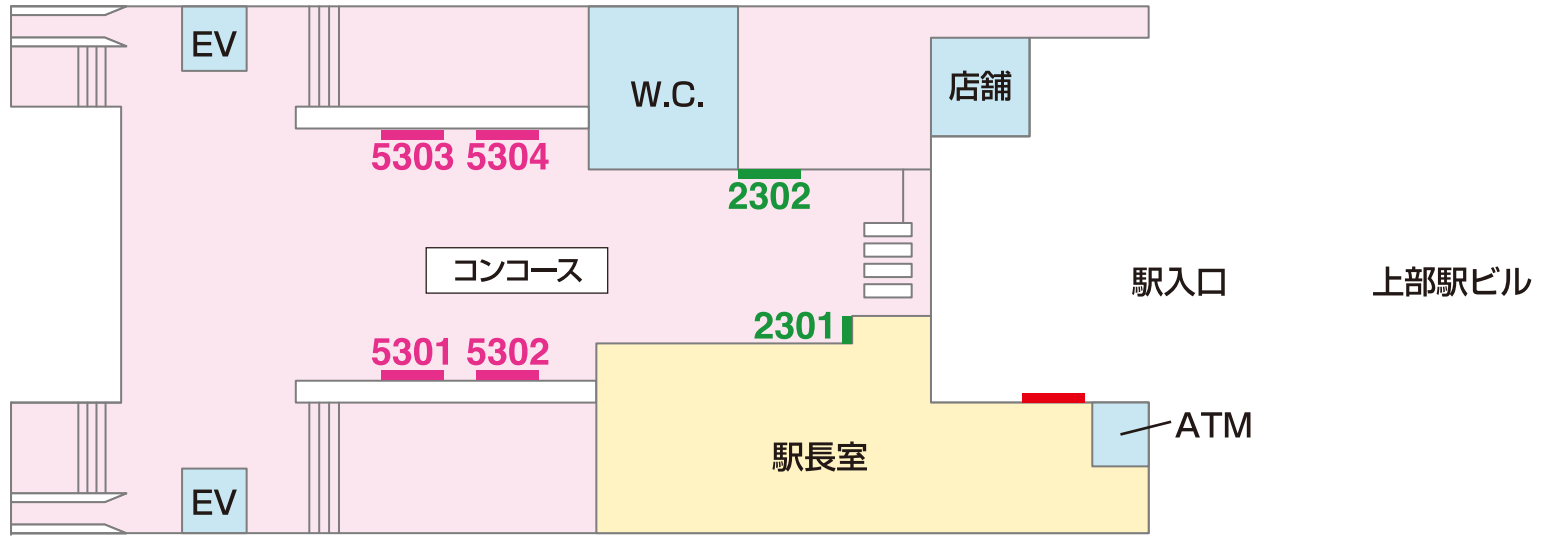 EV
W.C.
店舗
5303 5304
2302
コンコース
駅入口
上部駅ビル
2301
5301 5302
ATM
駅長室
EV